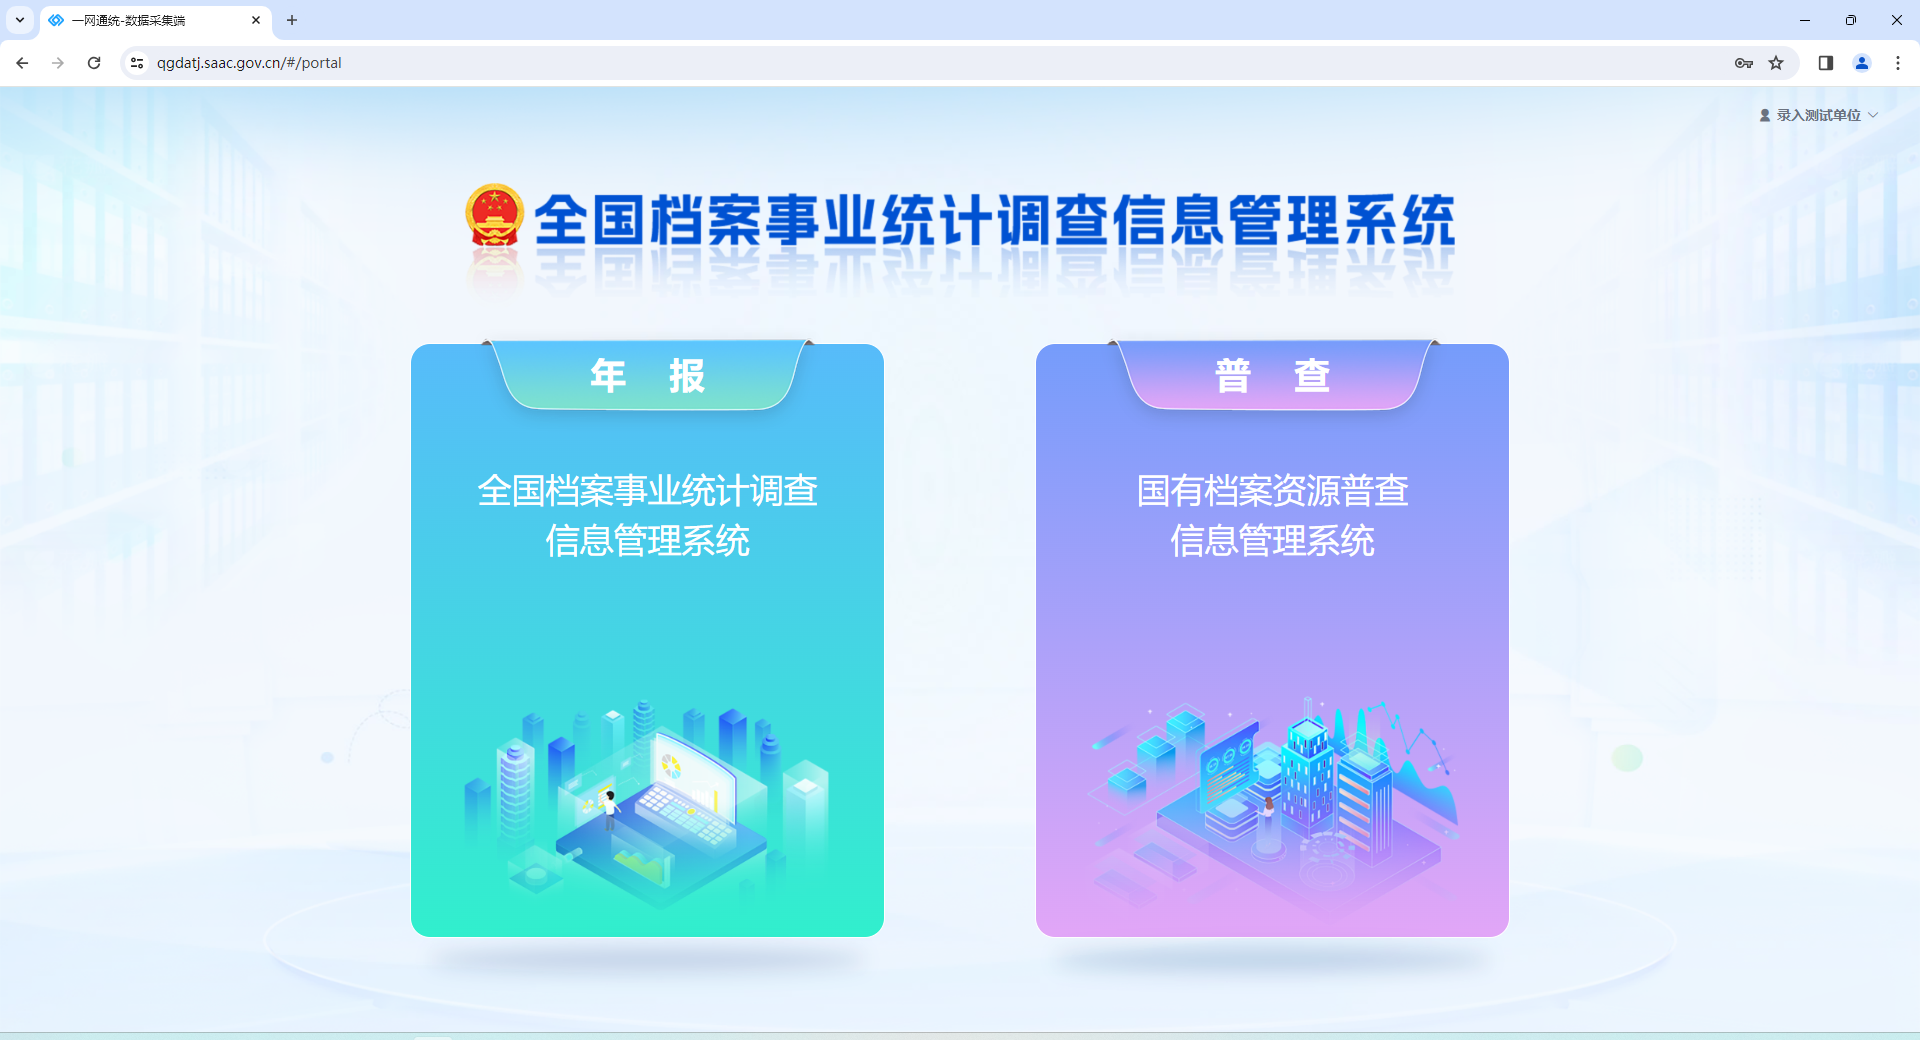 一网通统-数据采集端
qgdatj.saac.gov.cn/#/portal
录入测试单位
全国档案事业统计调查信息管理系统
年 报
全国档案事业统计调查
信息管理系统
普 查
国有档案资源普查
信息管理系统